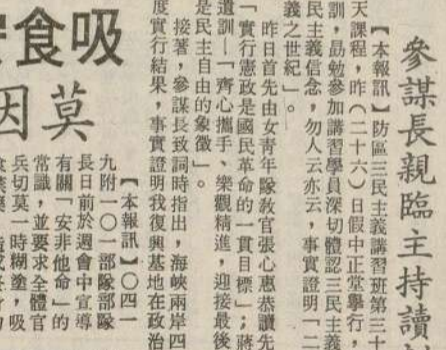 參謀長親臨主持讀
【本報訊】防區三民主義講習班第三十
天課程，昨（二十六）日假中正堂舉行，
訓，勗勉參加講習學員深切體認三民主義
民主義信念，勿人云亦云，事實證明「二
義之世紀」。
昨日首先由女青年隊教官張心惠恭讀先
「實行憲政是國民革命的一貫目標」；蔣
遺訓—「齊心攜手、樂觀精進，迎接最後
是民主自由的象徵」。
接著，參謀長致詞時指出，海峽兩岸四
度實行結果，事實證明我復興基地在政治
吸食
莫因
【本報訊】〇四一
九附一〇一部隊部隊
長日前於週會中宣導
有關「安非他命」的
常識，並要求全體官
兵切莫一時糊塗，吸